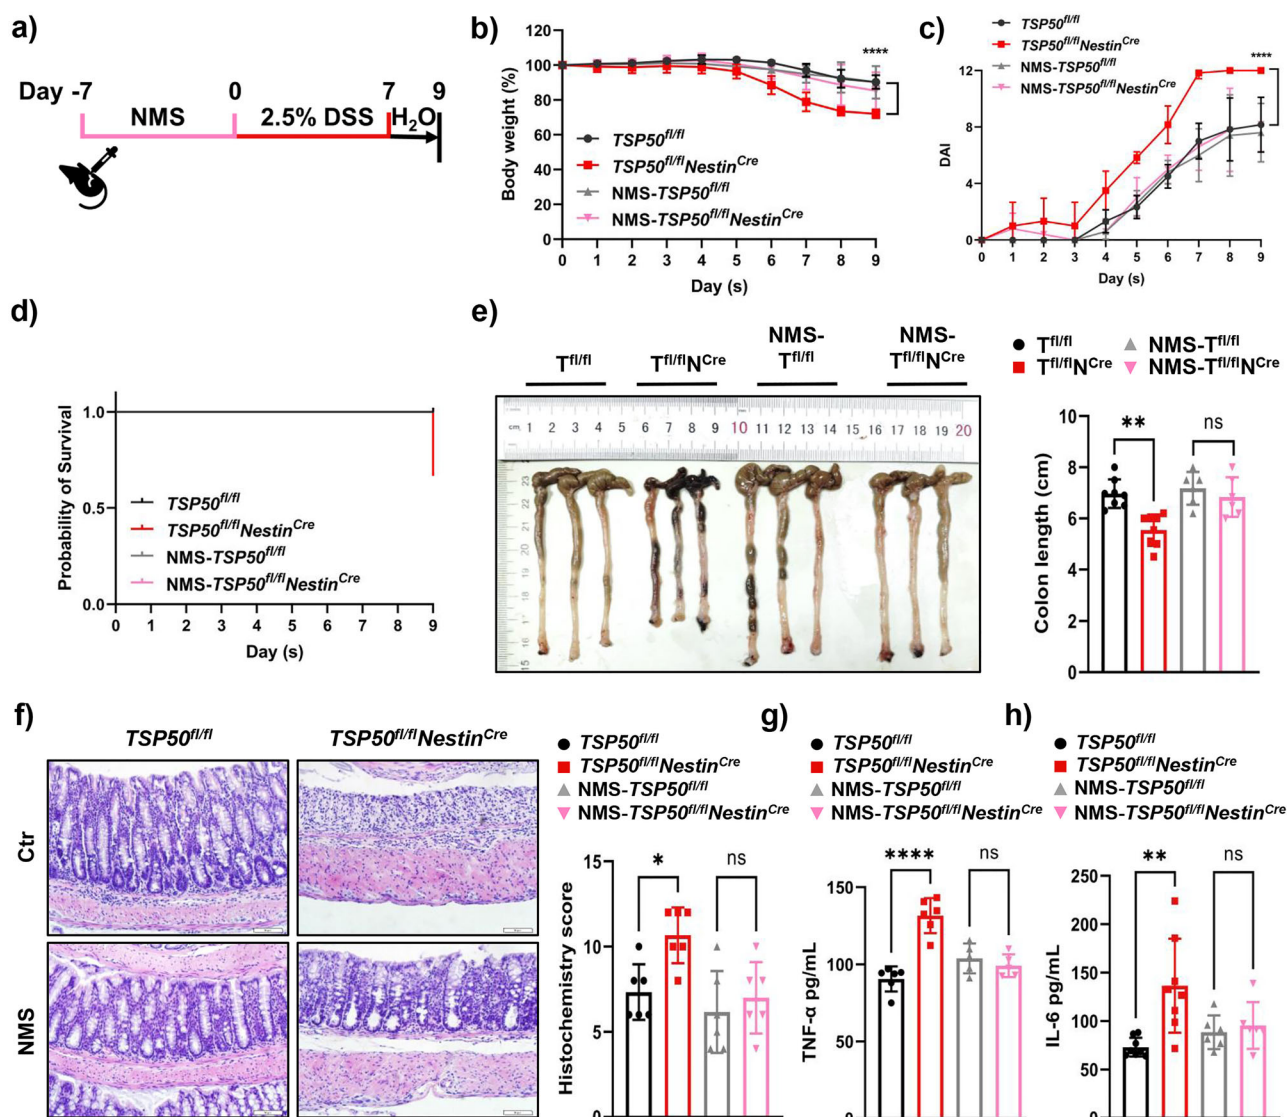 a)
Day -7 0 7 9
NMS 2.5% DSS H2O
b)
120
100
80
60
40
20
0
Body weight (%)
****
TSP50fl/fl
TSP50fl/flNestinCre
NMS-TSP50fl/fl
NMS-TSP50fl/flNestinCre
0 1 2 3 4 5 6 7 8 9
Day (s)
c)
TSP50fl/fl
TSP50fl/flNestinCre
NMS-TSP50fl/fl
NMS-TSP50fl/flNestinCre
****
12
8
4
0
DAI
0 1 2 3 4 5 6 7 8 9
Day (s)
d)
1.0
0.5
0.0
Probability of Survival
TSP50fl/fl
TSP50fl/flNestinCre
NMS-TSP50fl/fl
NMS-TSP50fl/flNestinCre
0 1 2 3 4 5 6 7 8 9
Day (s)
e)
Tfl/fl
Tfl/flNCre
NMS-
Tfl/fl
NMS-
Tfl/flNCre
cm 1 2 3 4 5 6 7 8 9 10 11 12 13 14 15 16 17 18 19 20
23
22
21
20
19
18
17
16
15
Tfl/fl NMS-Tfl/fl
Tfl/flNCre NMS-Tfl/flNCre
** ns
10
8
6
4
2
0
Colon length (cm)
f)
TSP50fl/fl TSP50fl/flNestinCre
Ctr
NMS
TSP50fl/fl
TSP50fl/flNestinCre
NMS-TSP50fl/fl
NMS-TSP50fl/flNestinCre
* ns
15
10
5
0
Histochemistry score
g)
TSP50fl/fl
TSP50fl/flNestinCre
NMS-TSP50fl/fl
NMS-TSP50fl/flNestinCre
**** ns
150
100
50
0
TNF-α pg/mL
h)
TSP50fl/fl
TSP50fl/flNestinCre
NMS-TSP50fl/fl
NMS-TSP50fl/flNestinCre
** ns
250
200
150
100
50
0
IL-6 pg/mL